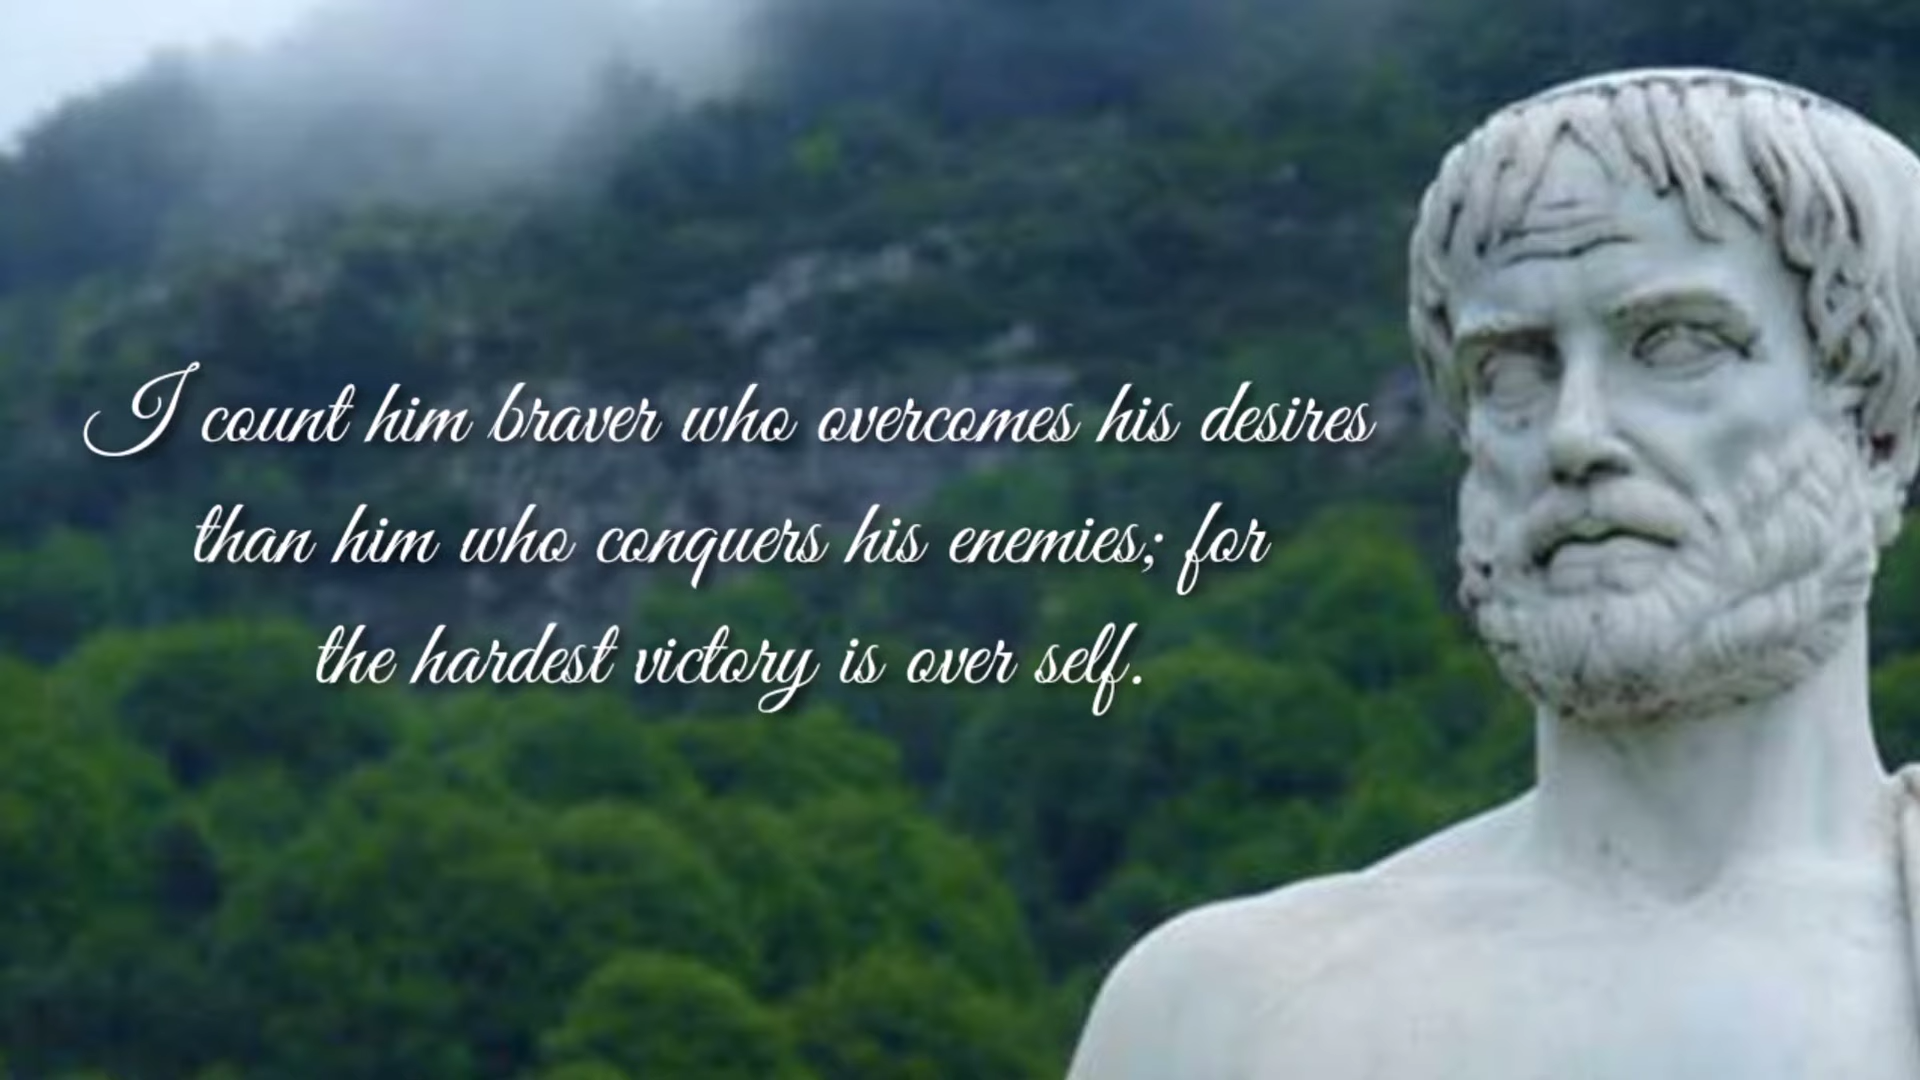 I count him braver who overcomes his desires
than him who conquers his enemies; for
the hardest victory is over self.